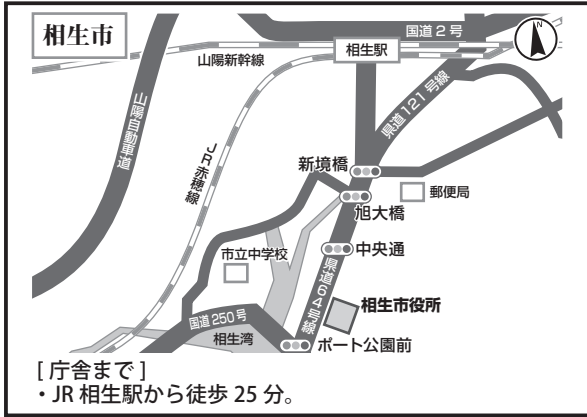 相生市
国道2号
N
相生駅
山陽新幹線
県道121号線
山陽自動車道
JR赤穂線
新境橋
郵便局
旭大橋
中央通
市立中学校
県道64号線
相生市役所
国道250号
相生湾
ポート公園前
[庁舎まで]
・JR相生駅から徒歩25分。